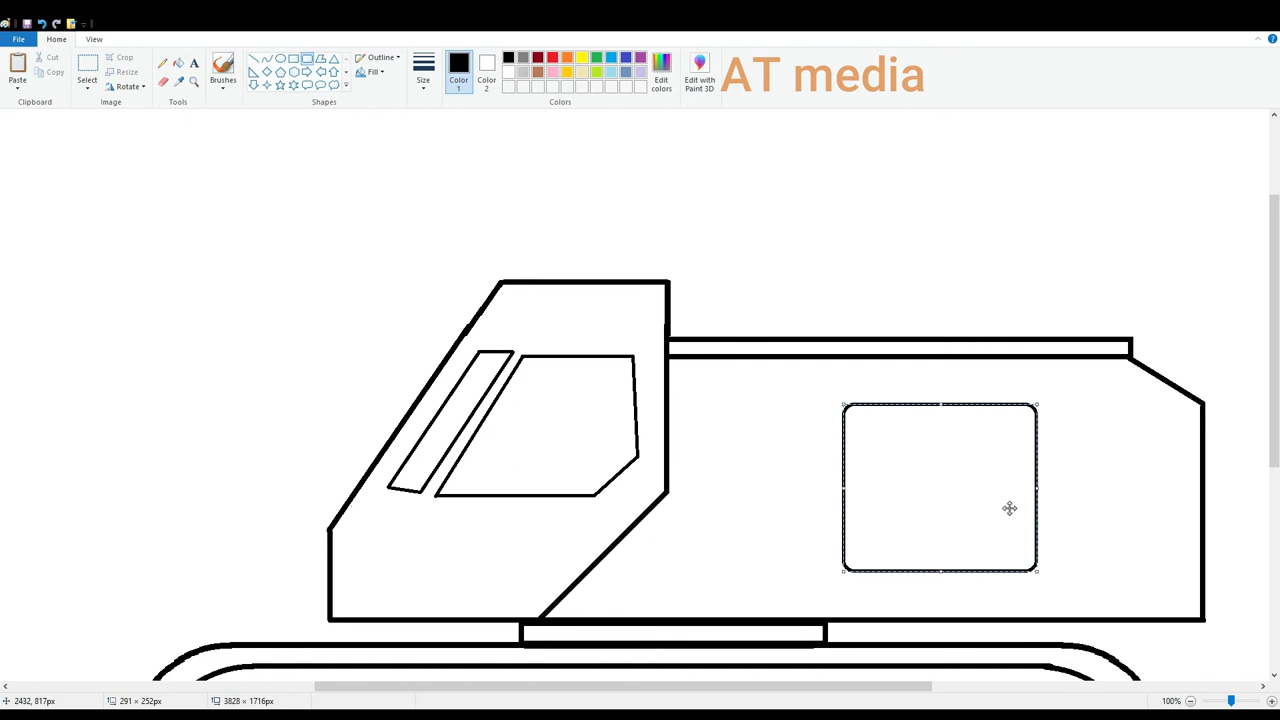 File Home View
Paste Cut Copy Clipboard
Select Crop Resize Rotate Image
Tools
Brushes
Outline Fill Shapes
Size
Color 1 Color 2 Edit colors Colors
Edit with Paint 3D
AT media
2432, 817px 291 × 252px 3828 × 1716px 100%